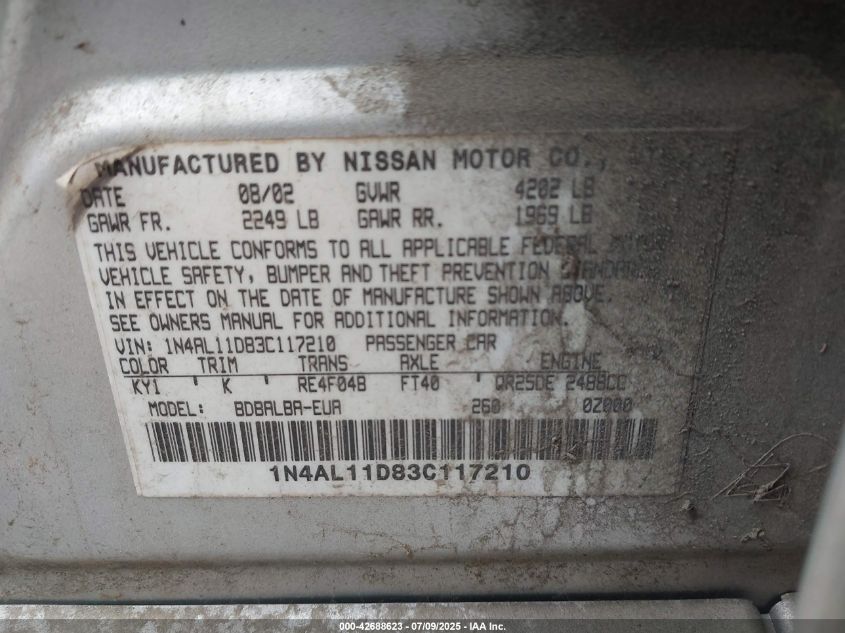 MANUFACTURED BY NISSAN MOTOR CO.,
DATE 08/02 GVWR 4202 LB
GAWR FR. 2249 LB GAWR RR. 1969 LB
THIS VEHICLE CONFORMS TO ALL APPLICABLE FEDERAL MOTOR
VEHICLE SAFETY, BUMPER AND THEFT PREVENTION STANDARDS
IN EFFECT ON THE DATE OF MANUFACTURE SHOWN ABOVE.
SEE OWNERS MANUAL FOR ADDITIONAL INFORMATION.
VIN: 1N4AL11D83C117210 PASSENGER CAR
COLOR TRIM TRANS AXLE ENGINE
KY1 K RE4F04B FT40 QR25DE 2488CC
MODEL: BDBALBA-EUA 260 0Z000
1N4AL11D83C117210
000-42688623 | 07/09/2025 - IAA Inc.